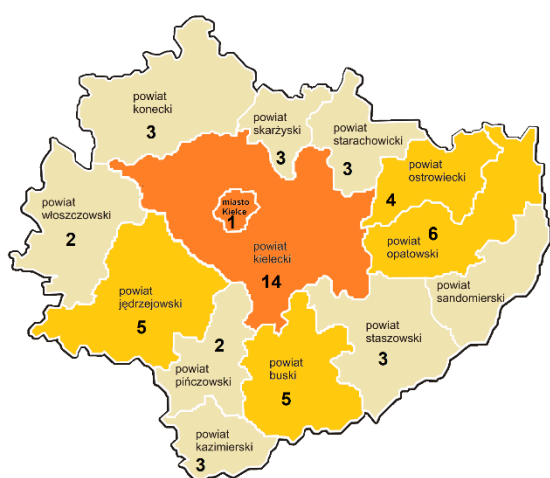 powiat
konecki
3
powiat
skarżyski
3
powiat
starachowicki
3
powiat
ostrowiecki
4
miasto
Kielce
1
powiat
włoszczowski
2
powiat
kielecki
14
6
powiat
opatowski
powiat
sandomierski
powiat
jędrzejowski
5
2
powiat
pińczowski
powiat
buski
5
powiat
staszowski
3
powiat
kazimierski
3